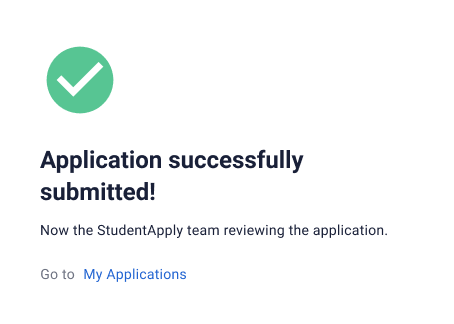 Application successfully
submitted!
Now the StudentApply team reviewing the application.
Go to My Applications